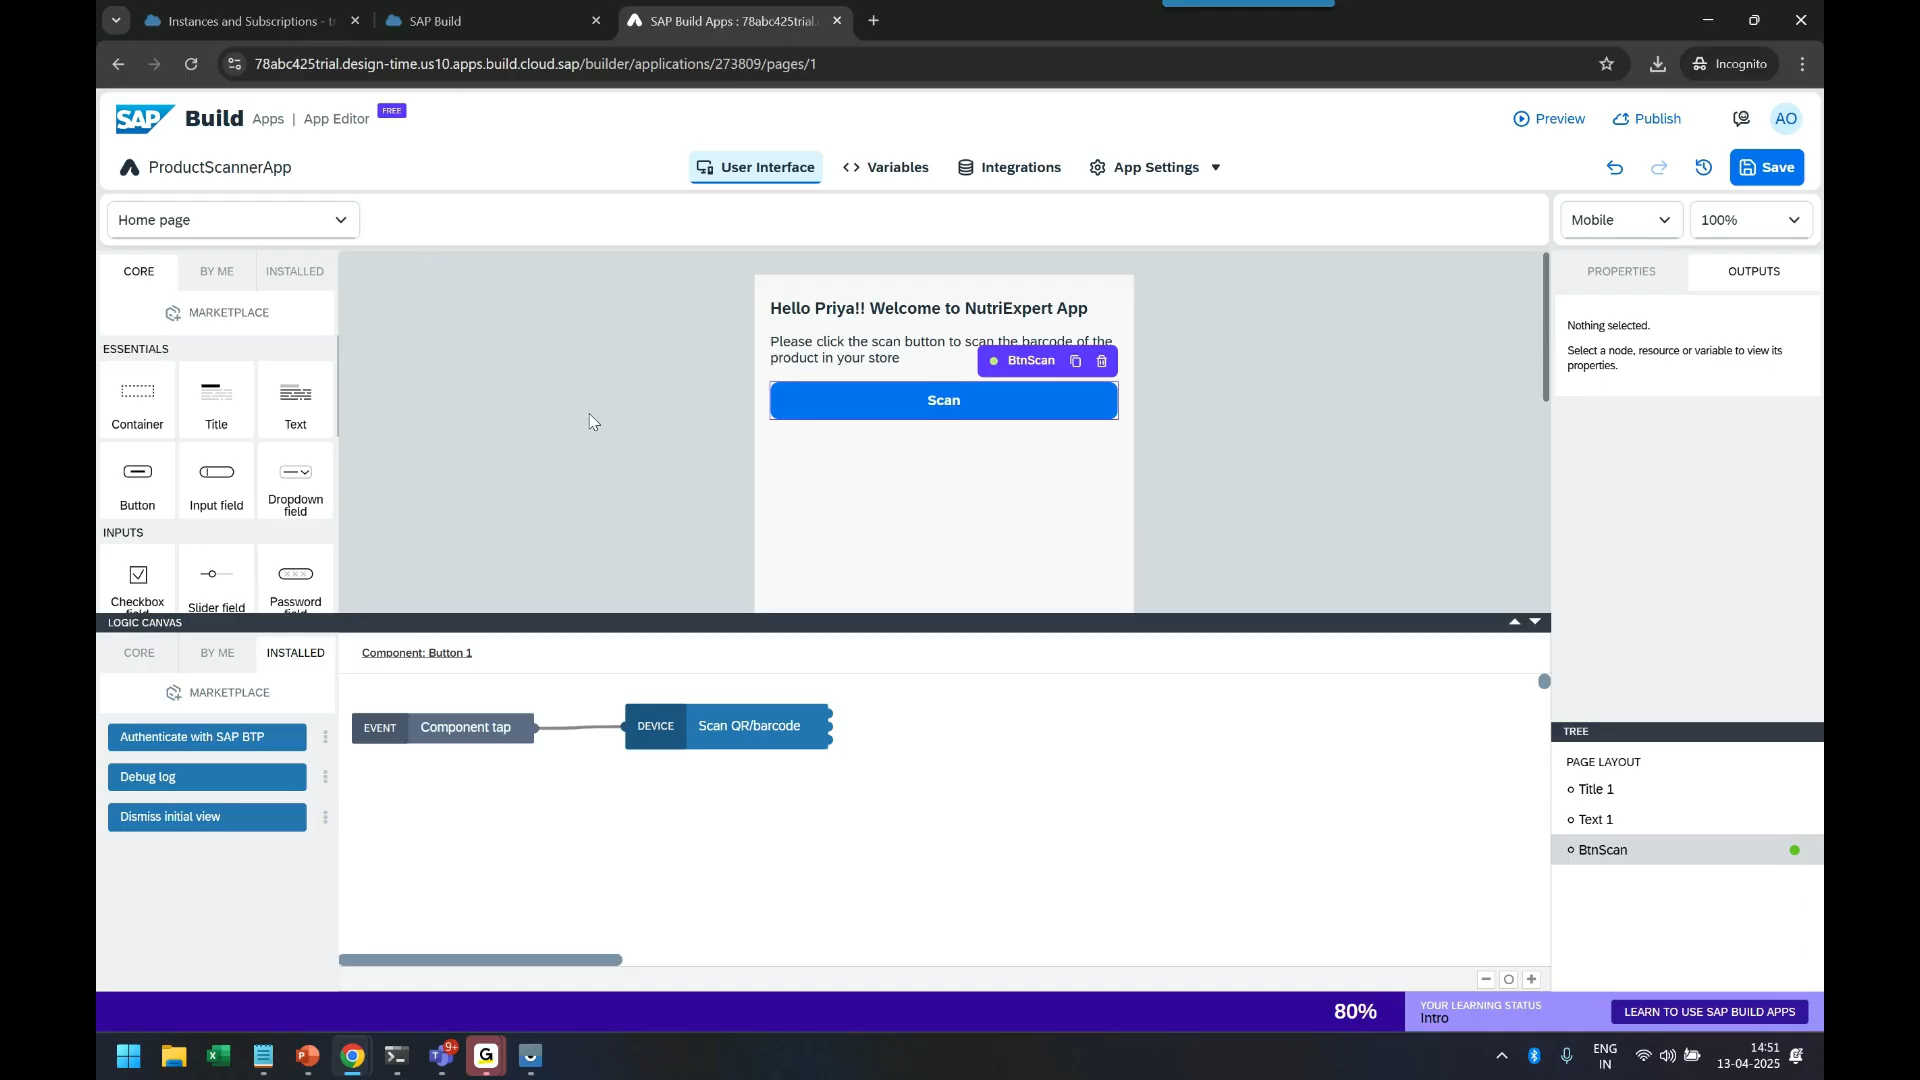 Instances and Subscriptions - tr
SAP Build
SAP Build Apps : 78abc425trial.
78abc425trial.design-time.us10.apps.build.cloud.sap/builder/applications/273809/pages/1
Incognito
SAP Build Apps | App Editor FREE
Preview
Publish
AO
ProductScannerApp
User Interface
Variables
Integrations
App Settings
Save
Home page
Mobile
100%
CORE
BY ME
INSTALLED
MARKETPLACE
ESSENTIALS
Container
Title
Text
Button
Input field
Dropdown
field
INPUTS
Checkbox
field
Slider field
Password
field
Hello Priya!! Welcome to NutriExpert App
Please click the scan button to scan the barcode of the
product in your store
BtnScan
Scan
PROPERTIES
OUTPUTS
Nothing selected.
Select a node, resource or variable to view its
properties.
LOGIC CANVAS
CORE
BY ME
INSTALLED
MARKETPLACE
Authenticate with SAP BTP
Debug log
Dismiss initial view
Component: Button 1
EVENT
Component tap
DEVICE
Scan QR/barcode
TREE
PAGE LAYOUT
Title 1
Text 1
BtnScan
80%
YOUR LEARNING STATUS
Intro
LEARN TO USE SAP BUILD APPS
9+
ENG
IN
14:51
13-04-2025